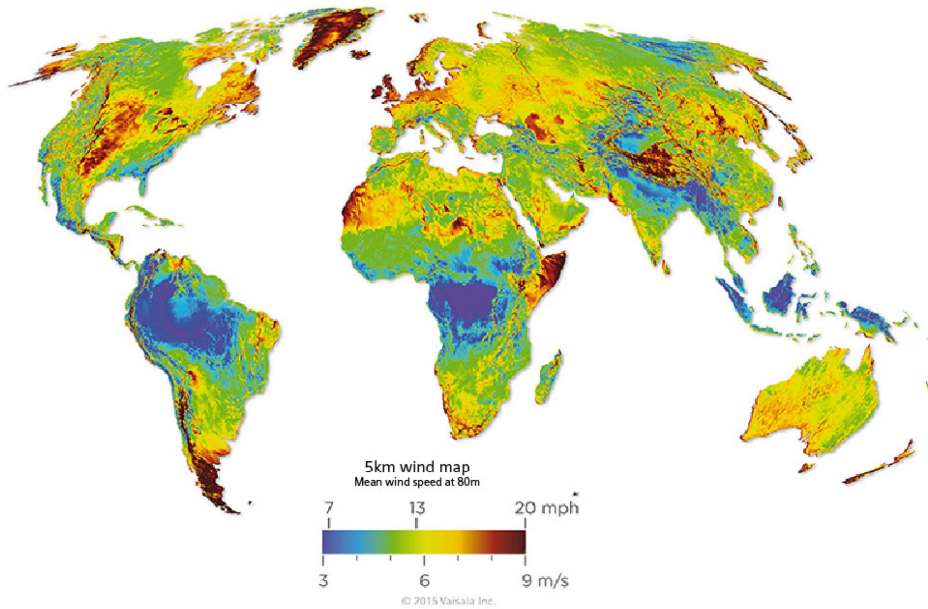 5km wind map
Mean wind speed at 80m
7 13 20 mph
3 6 9 m/s
© 2015 Vaisala Inc.